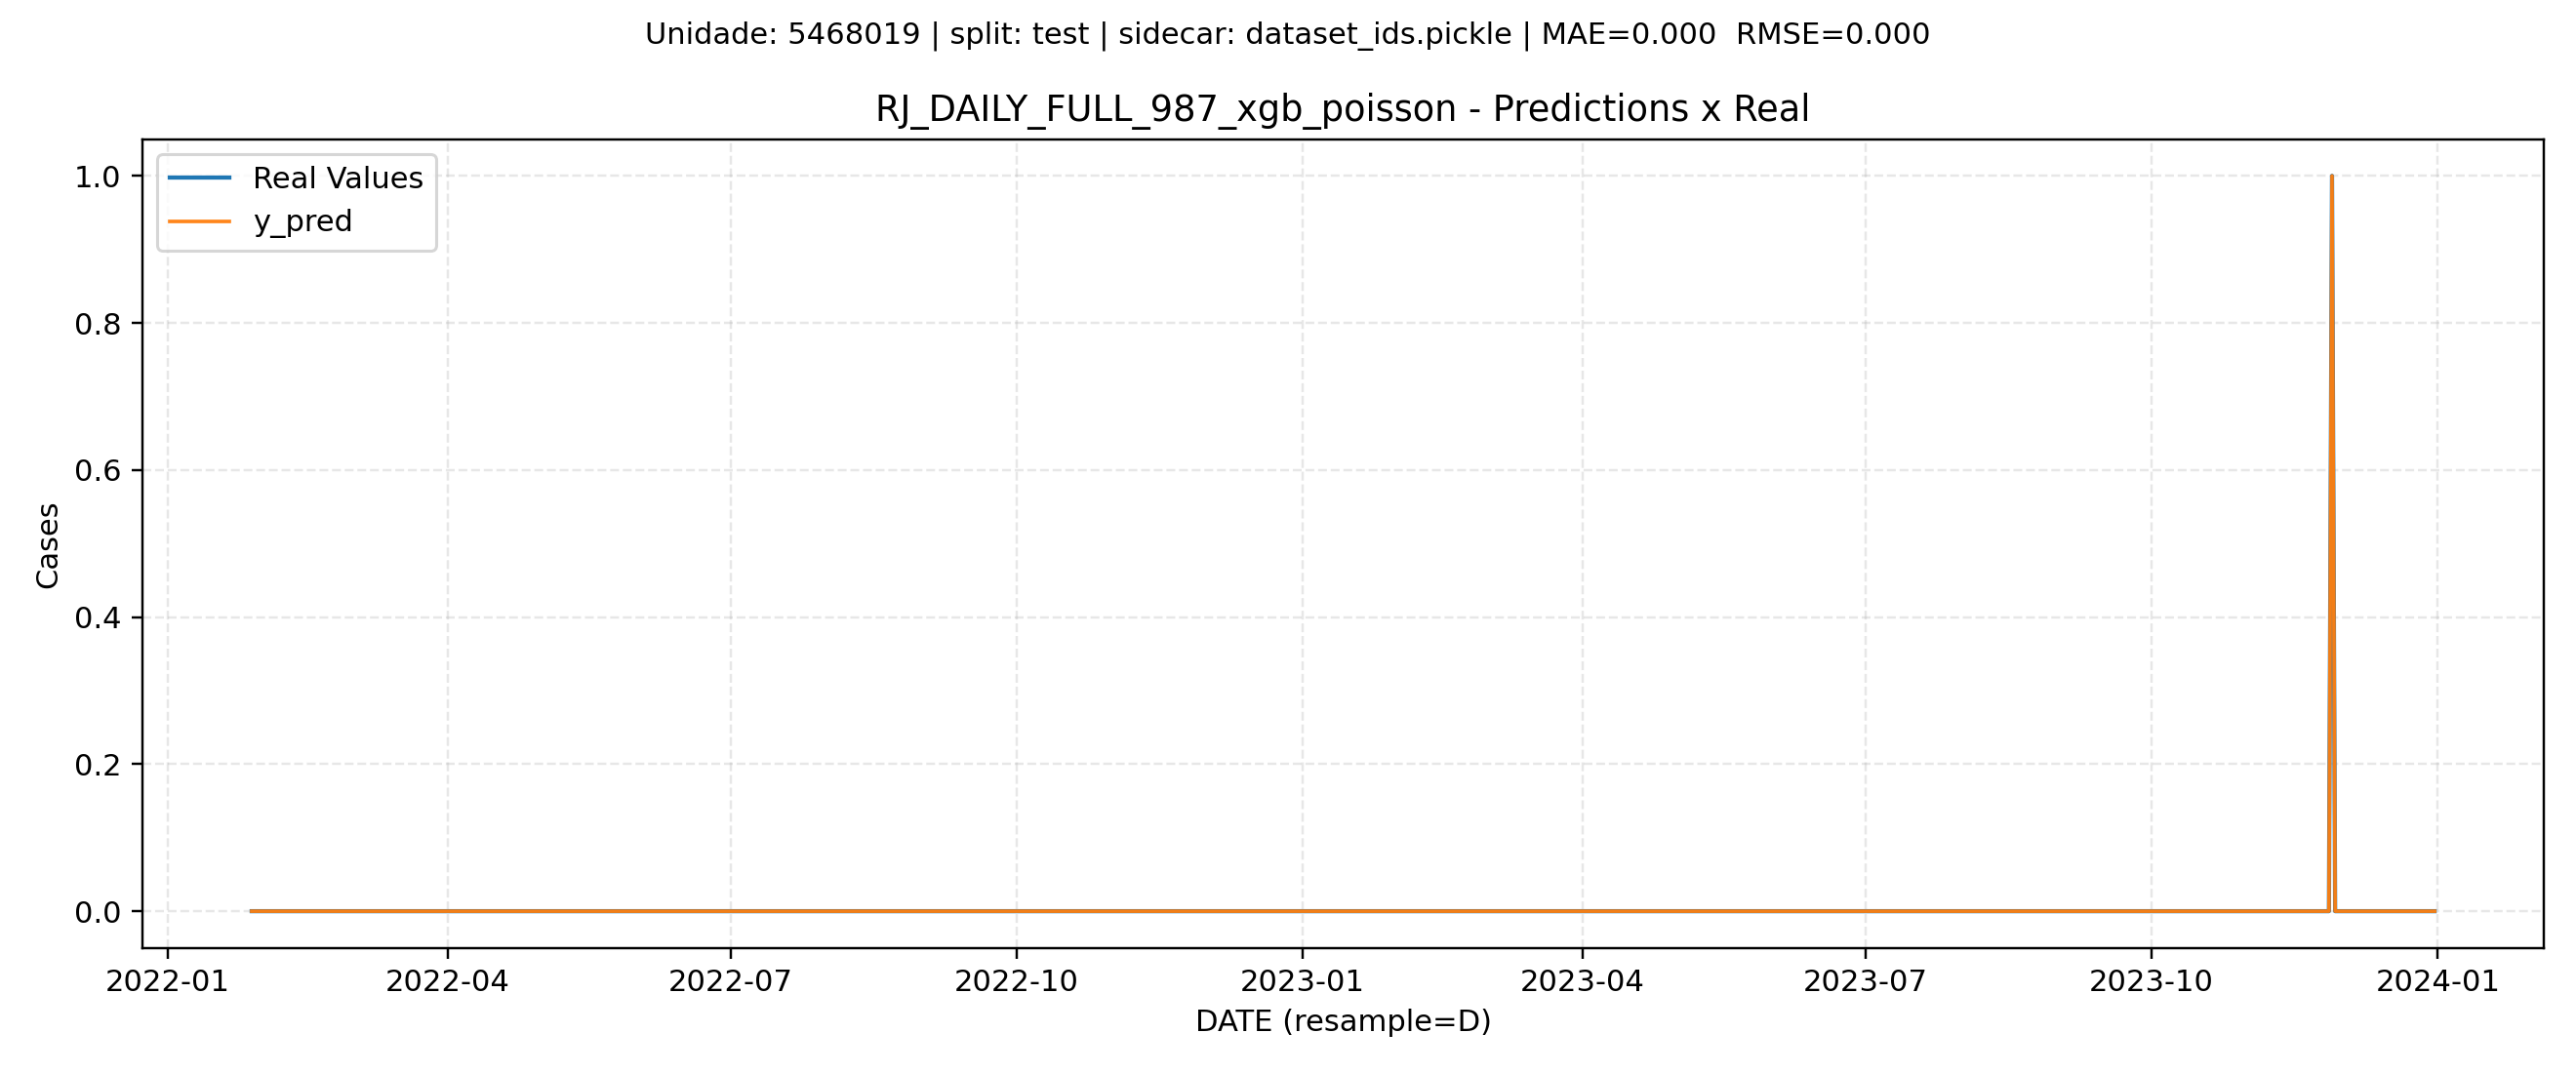 Unidade: 5468019 | split: test | sidecar: dataset_ids.pickle | MAE=0.000  RMSE=0.000
RJ_DAILY_FULL_987_xgb_poisson - Predictions x Real
Real Values
y_pred
1.0
0.8
0.6
0.4
0.2
0.0
Cases
2022-01
2022-04
2022-07
2022-10
2023-01
2023-04
2023-07
2023-10
2024-01
DATE (resample=D)